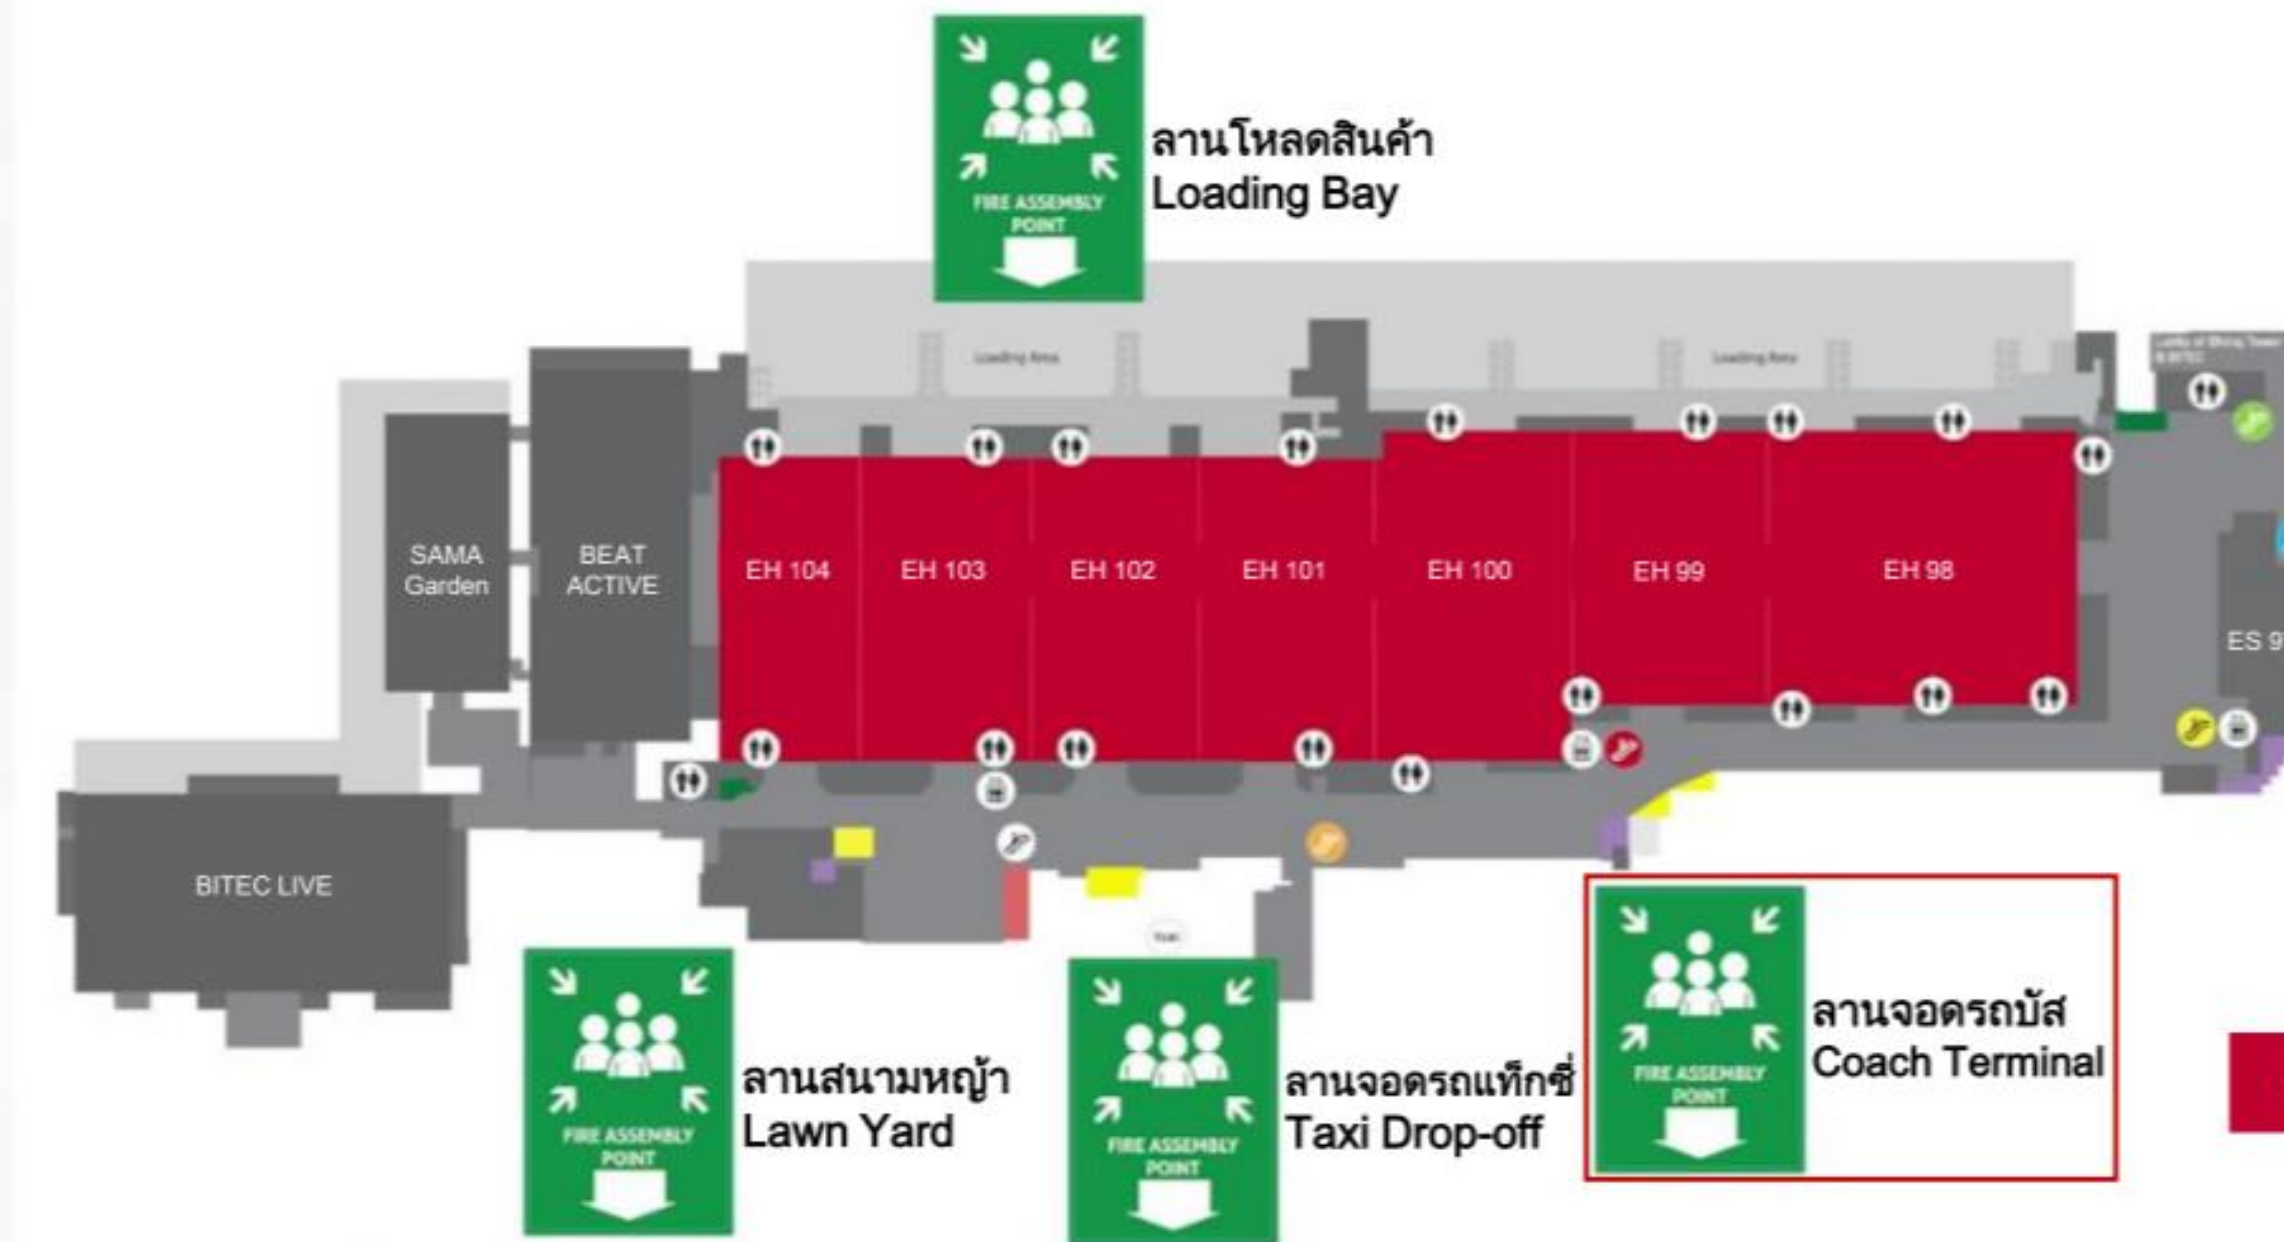 FIRE ASSEMBLY
POINT
ลานโหลดสินค้า
Loading Bay
Loading Area
Loading Area
SAMA
Garden
BEAT
ACTIVE
EH 104
EH 103
EH 102
EH 101
EH 100
EH 99
EH 98
ES 9
BITEC LIVE
FIRE ASSEMBLY
POINT
ลานสนามหญ้า
Lawn Yard
FIRE ASSEMBLY
POINT
ลานจอดรถแท็กซี่
Taxi Drop-off
FIRE ASSEMBLY
POINT
ลานจอดรถบัส
Coach Terminal